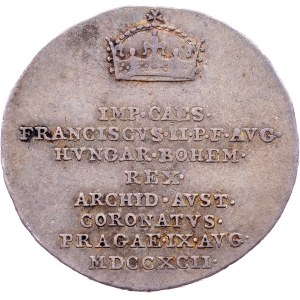 IMP·CAES·
FRANCISCVS·II·P·F·AVG·
HVNGAR·BOHEM·
REX·
ARCHID·AVST·
CORONATVS·
PRAGAE·IX·AVG·
MDCCXCII·